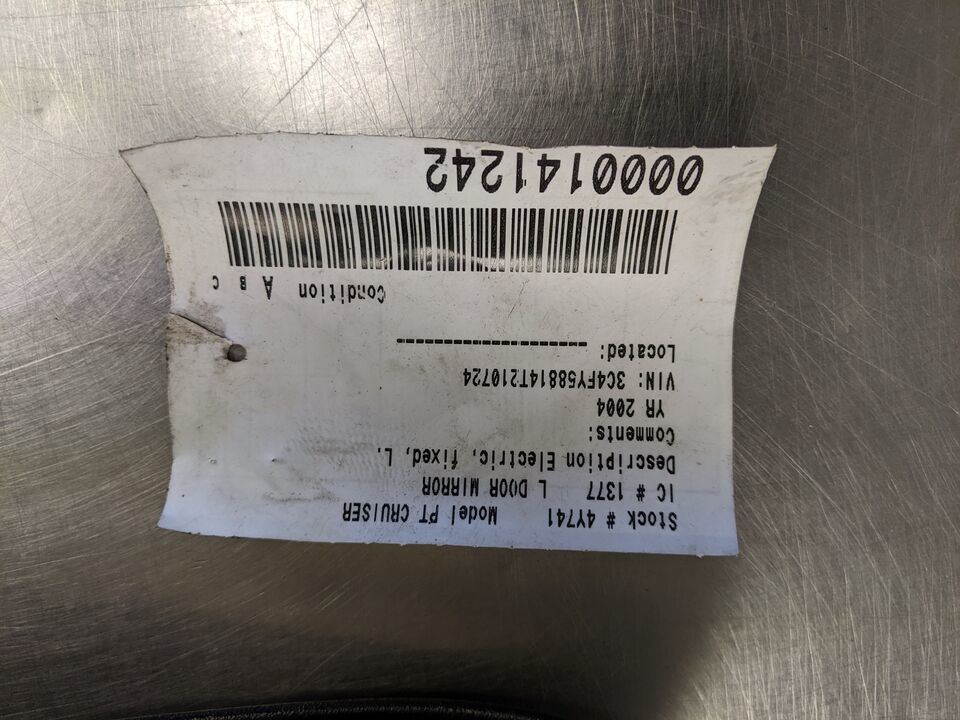 Stock # 4Y741 Model PT CRUISER
IC # 1377 L DOOR MIRROR
Description Electric, fixed, L.
Comments:
YR 2004
VIN: 3C4FY58814T210724
Located: ____________________
Condition A B C
0000141242